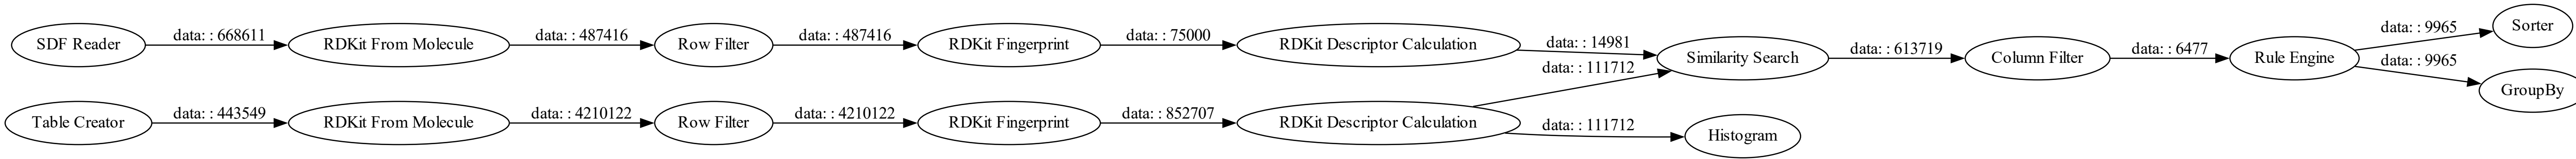 SDF Reader
data: : 668611
RDKit From Molecule
data: : 487416
Row Filter
data: : 487416
RDKit Fingerprint
data: : 75000
RDKit Descriptor Calculation
data: : 14981
Similarity Search
data: : 613719
Column Filter
data: : 6477
Rule Engine
data: : 9965
Sorter
data: : 9965
GroupBy
Table Creator
data: : 443549
RDKit From Molecule
data: : 4210122
Row Filter
data: : 4210122
RDKit Fingerprint
data: : 852707
RDKit Descriptor Calculation
data: : 111712
data: : 111712
Histogram